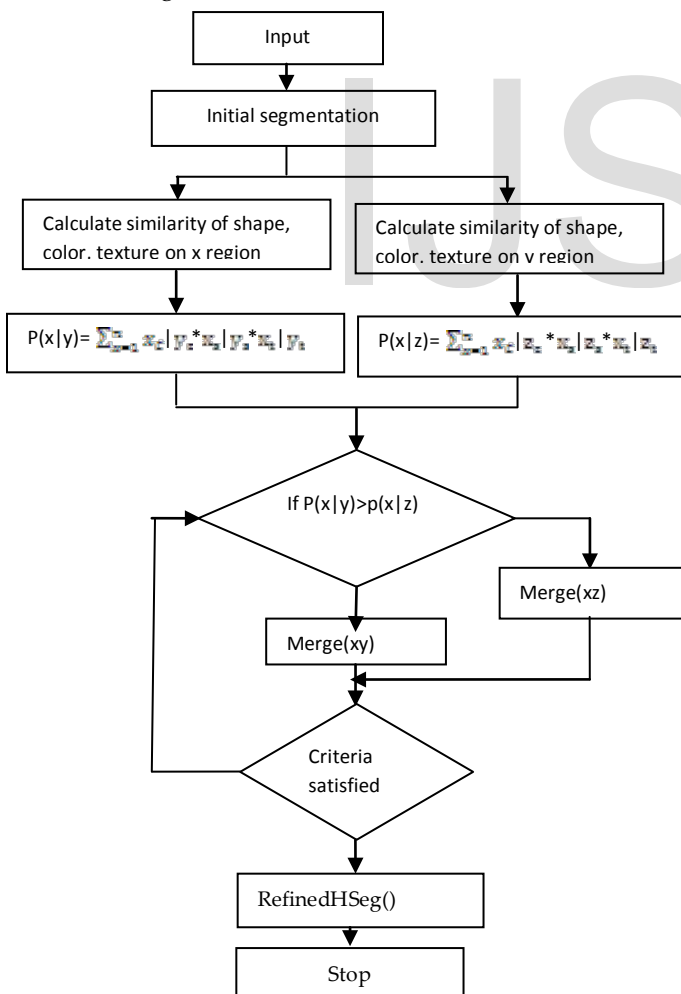 Input
Initial segmentation
Calculate similarity of shape,
color. texture on x region
Calculate similarity of shape,
color. texture on y region
P(x|y)=
P(x|z)=
If P(x|y)>p(x|z)
Merge(xz)
Merge(xy)
Criteria
satisfied
RefinedHSeg()
Stop
IJS